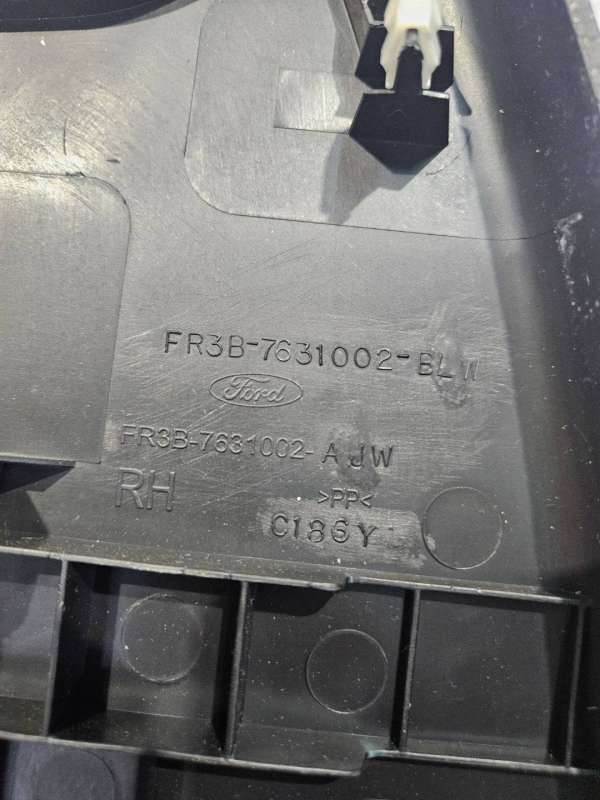 FR3B-7631002-BLW
Ford
FR3B-7631002-AJW
RH
>PP<
C186Y